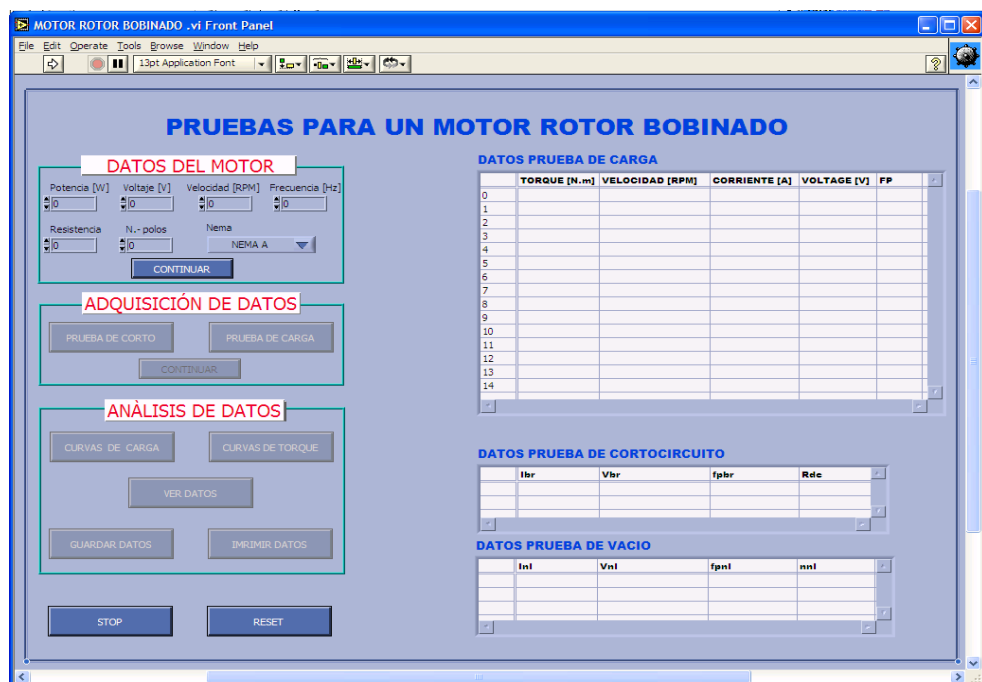 MOTOR ROTOR BOBINADO .vi Front Panel
File Edit Operate Tools Browse Window Help
13pt Application Font
?
PRUEBAS PARA UN MOTOR ROTOR BOBINADO
DATOS DEL MOTOR
Potencia [W] Voltaje [V] Velocidad [RPM] Frecuencia [Hz]
0 0 0 0
Resistencia N.- polos Nema
0 0 NEMA A
CONTINUAR
ADQUISICIÓN DE DATOS
PRUEBA DE CORTO PRUEBA DE CARGA
CONTINUAR
ANÀLISIS DE DATOS
CURVAS DE CARGA CURVAS DE TORQUE
VER DATOS
GUARDAR DATOS IMRIMIR DATOS
STOP RESET
DATOS PRUEBA DE CARGA
TORQUE [N.m] VELOCIDAD [RPM] CORRIENTE [A] VOLTAGE [V] FP
0
1
2
3
4
5
6
7
8
9
10
11
12
13
14
DATOS PRUEBA DE CORTOCIRCUITO
Ibr Vbr fpbr Rdc
DATOS PRUEBA DE VACIO
Inl Vnl fpnl nnl